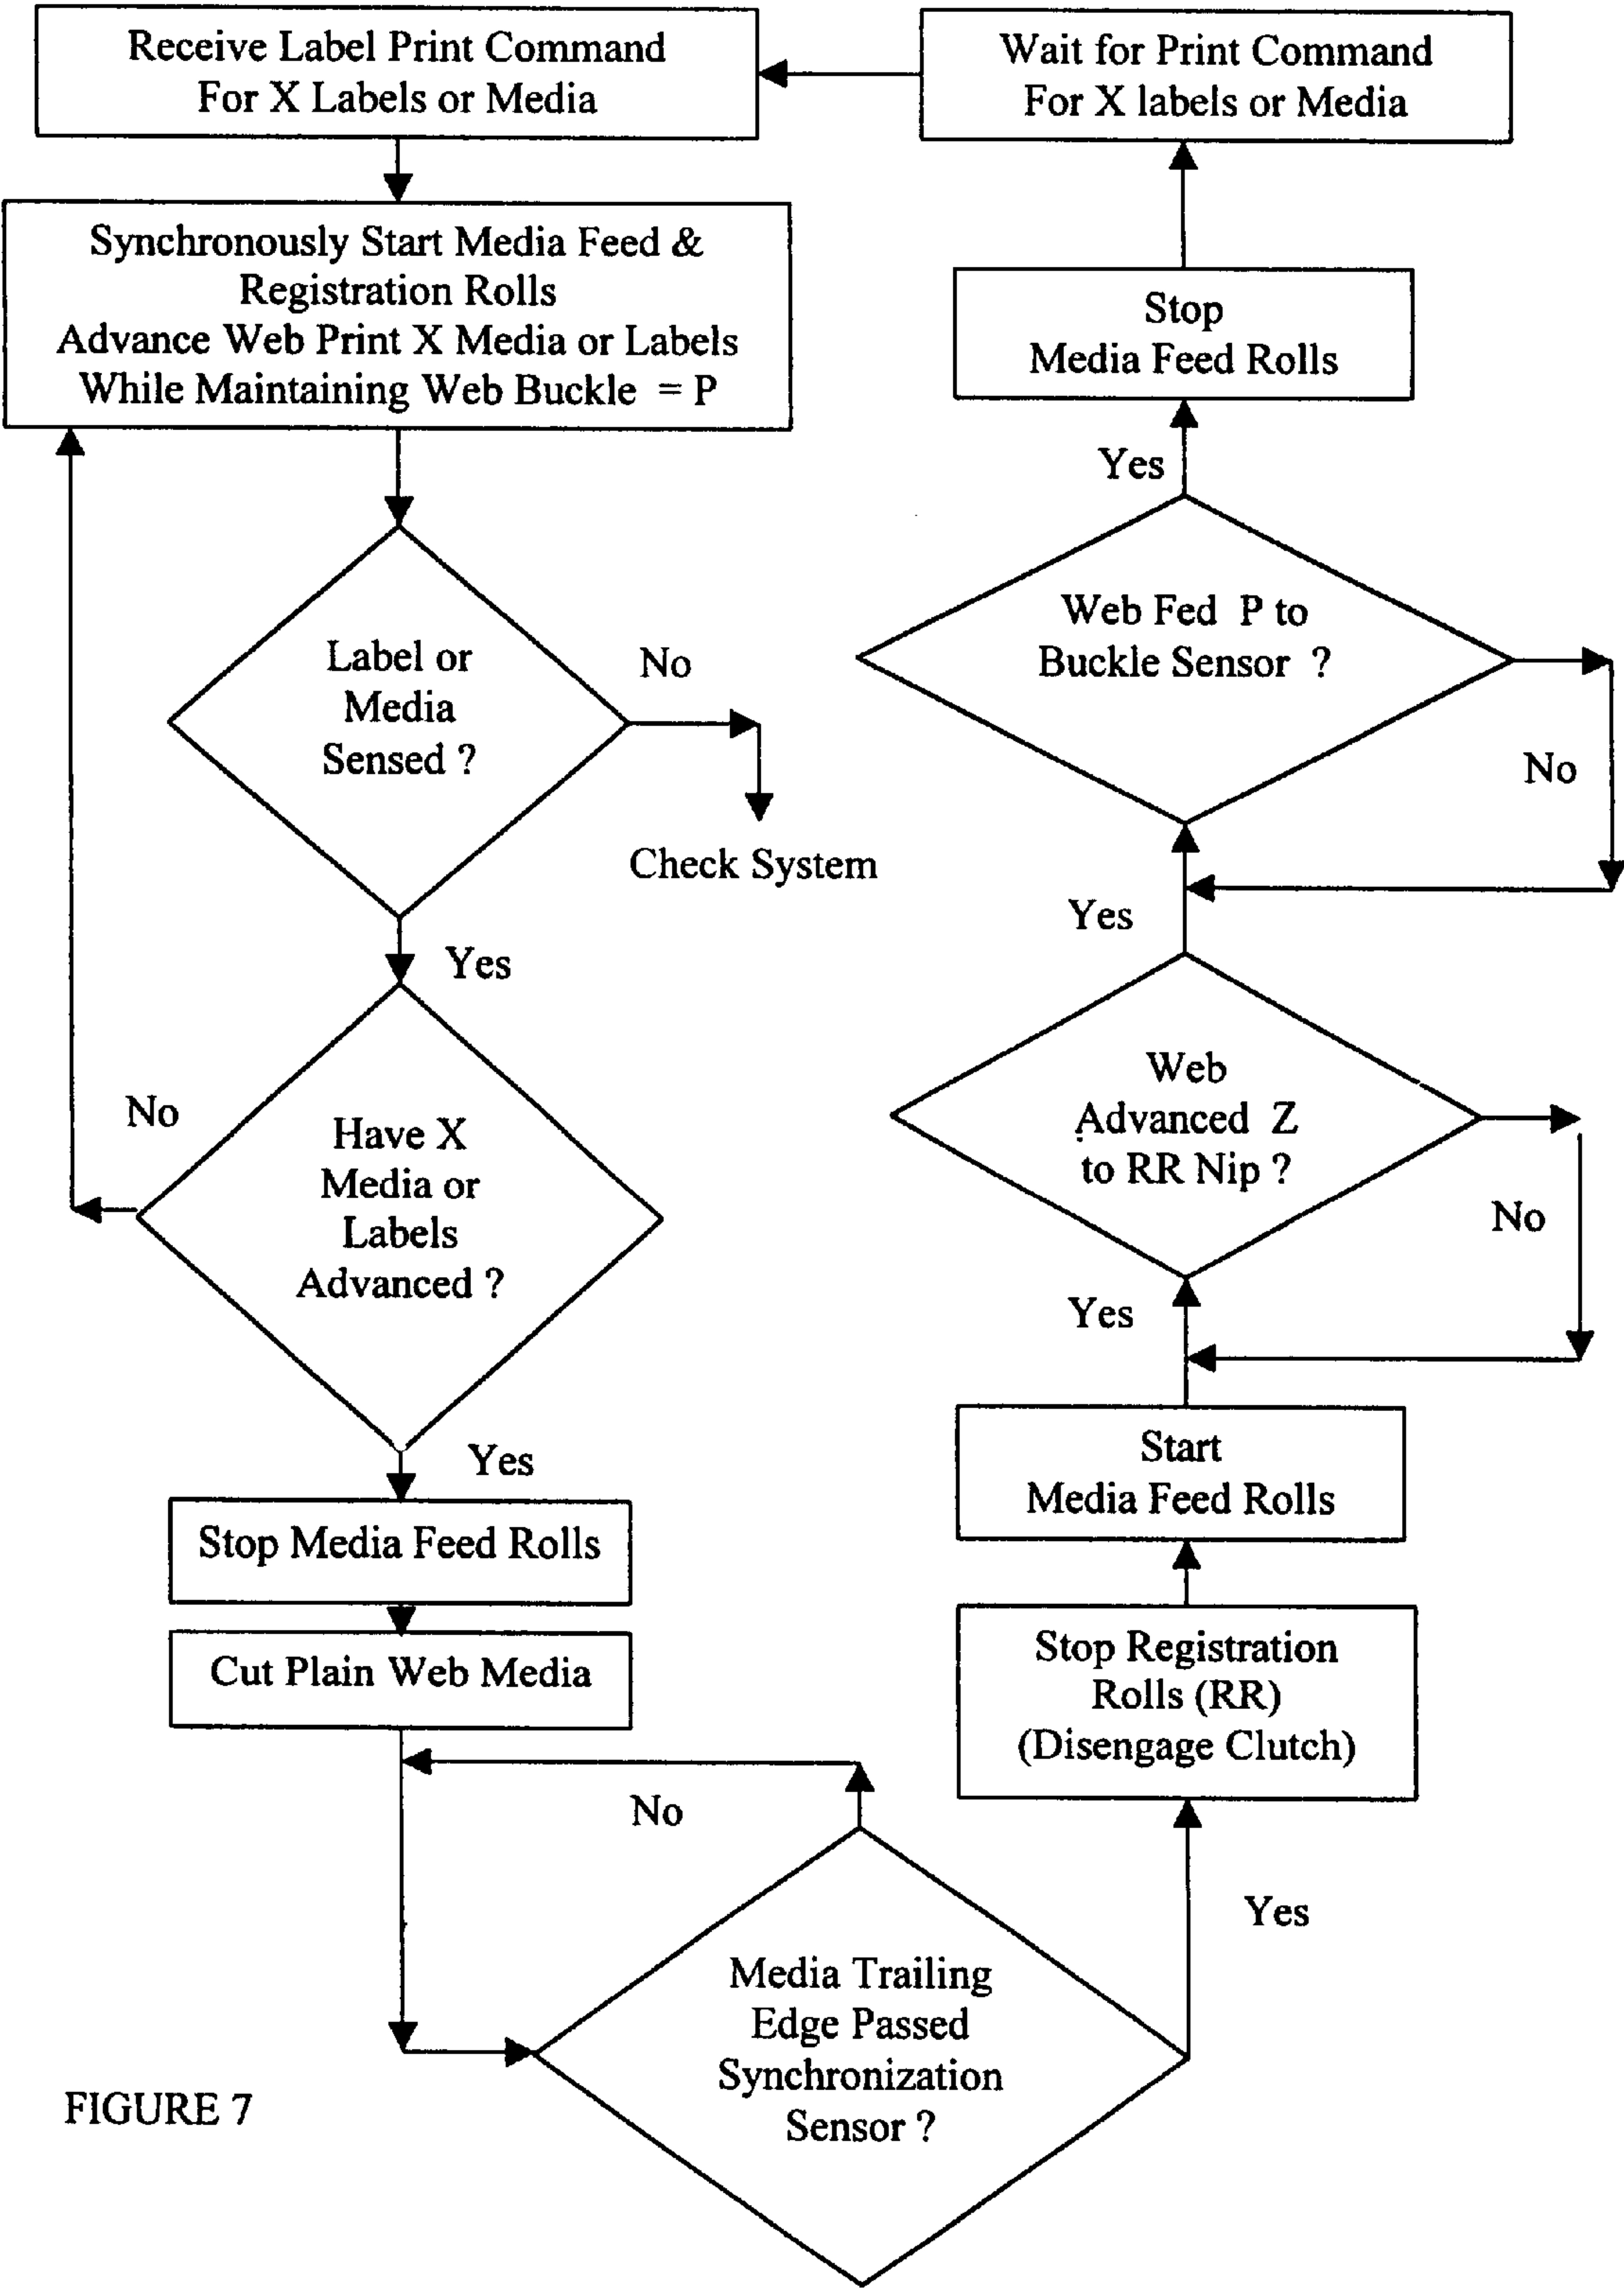 Receive Label Print Command
For X Labels or Media
Wait for Print Command
For X labels or Media
Synchronously Start Media Feed &
Registration Rolls
Advance Web Print X Media or Labels
While Maintaining Web Buckle = P
Label or
Media
Sensed ?
No
Check System
Yes
Have X
Media or
Labels
Advanced ?
No
Yes
Stop Media Feed Rolls
Cut Plain Web Media
No
Media Trailing
Edge Passed
Synchronization
Sensor ?
Yes
Stop Registration
Rolls (RR)
(Disengage Clutch)
Start
Media Feed Rolls
Yes
Web
Advanced Z
to RR Nip ?
No
Yes
Web Fed P to
Buckle Sensor ?
No
Yes
Stop
Media Feed Rolls
FIGURE 7